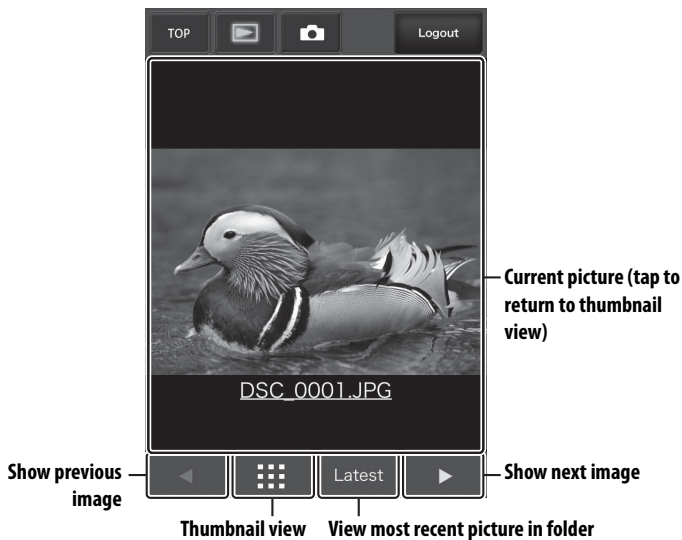 TOP
Logout
Current picture (tap to
return to thumbnail
view)
DSC_0001.JPG
Show previous
image
Latest
Show next image
Thumbnail view
View most recent picture in folder